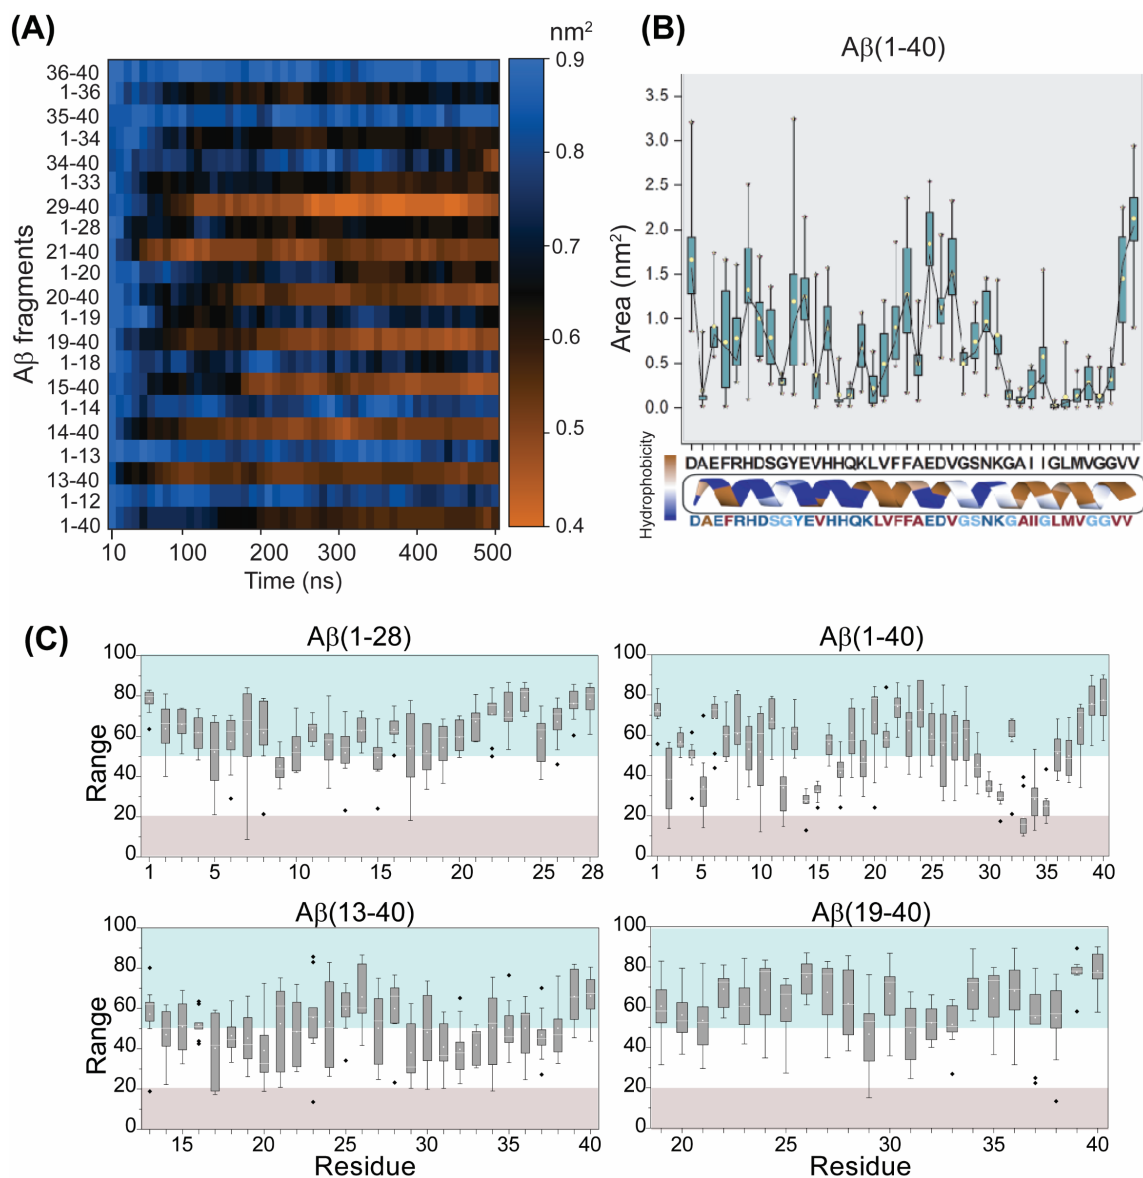 (A)
nm2
Aβ fragments
36-40
1-36
35-40
1-34
34-40
1-33
29-40
1-28
21-40
1-20
20-40
1-19
19-40
1-18
15-40
1-14
14-40
1-13
13-40
1-12
1-40
10 100 200 300 400 500
Time (ns)
0.9
0.8
0.7
0.6
0.5
0.4
(B)
Aβ(1-40)
Area (nm2)
3.5
3.0
2.5
2.0
1.5
1.0
0.5
0.0
DAEFRHDSGYEVHHQKLVFFAEDVGSNKGAIIGLMVGGVV
Hydrophobicity
DAEFRHDSGYEVHHQKLVFFAEDVGSNKGAIIGLMVGGVV
(C)
Aβ(1-28)
Range
100
80
60
40
20
0
1 5 10 15 20 25 28
Aβ(1-40)
100
80
60
40
20
0
1 5 10 15 20 25 30 35 40
Aβ(13-40)
Range
100
80
60
40
20
0
15 20 25 30 35 40
Residue
Aβ(19-40)
100
80
60
40
20
0
20 25 30 35 40
Residue